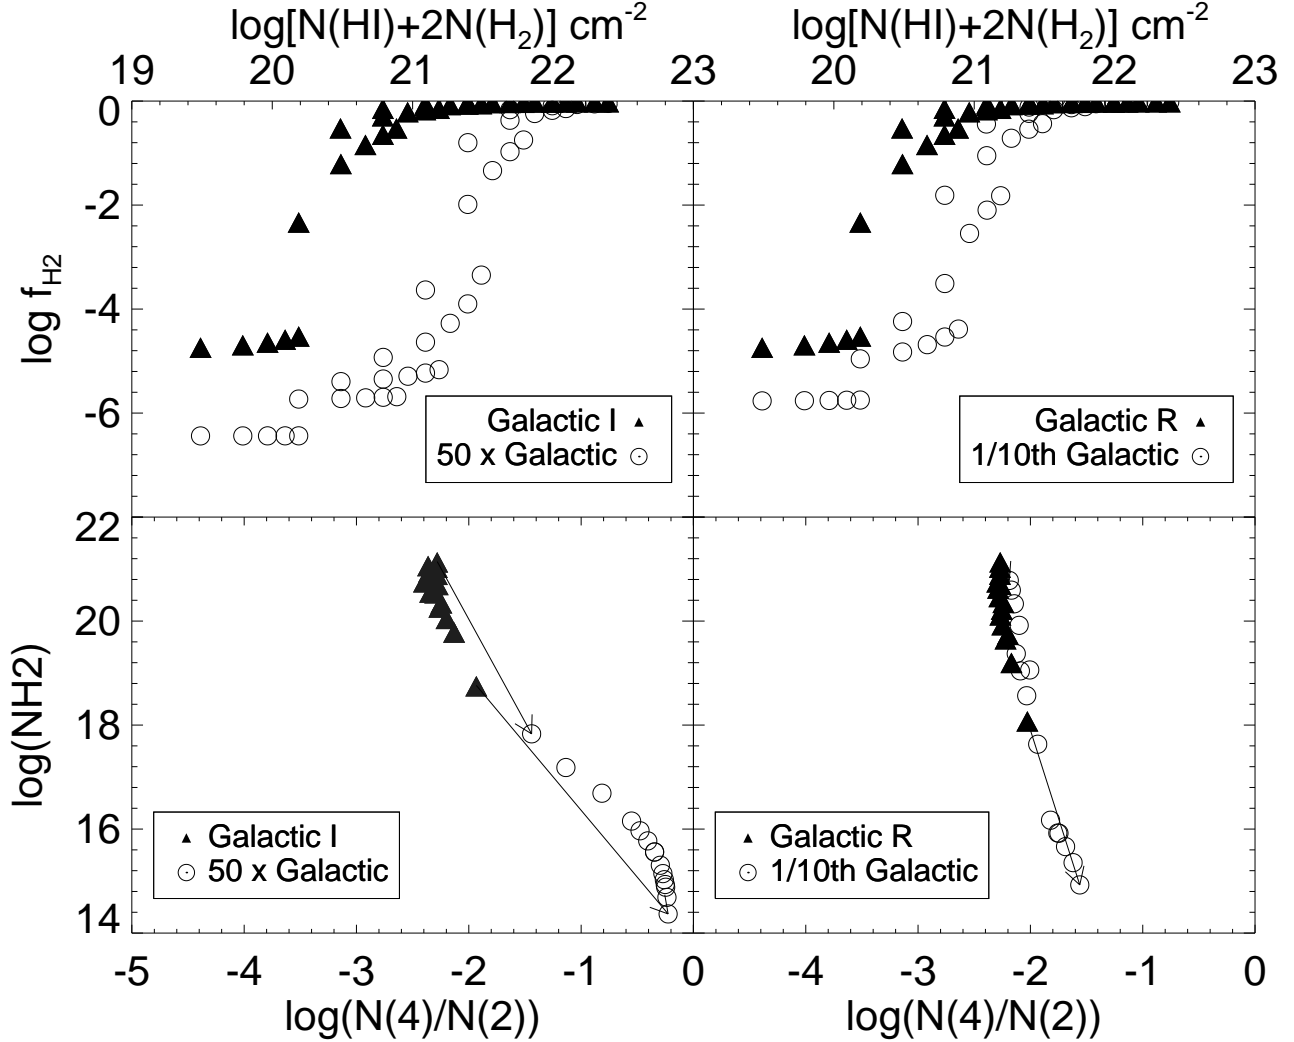 log[N(HI)+2N(H2)] cm-2 log[N(HI)+2N(H2)] cm-2
19 20 21 22 23 20 21 22 23
0
-2
-4
-6
log fH2
Galactic I
50 x Galactic
Galactic R
1/10th Galactic
22
20
18
16
14
log(NH2)
Galactic I
50 x Galactic
Galactic R
1/10th Galactic
-5 -4 -3 -2 -1 0 -4 -3 -2 -1 0
log(N(4)/N(2)) log(N(4)/N(2))